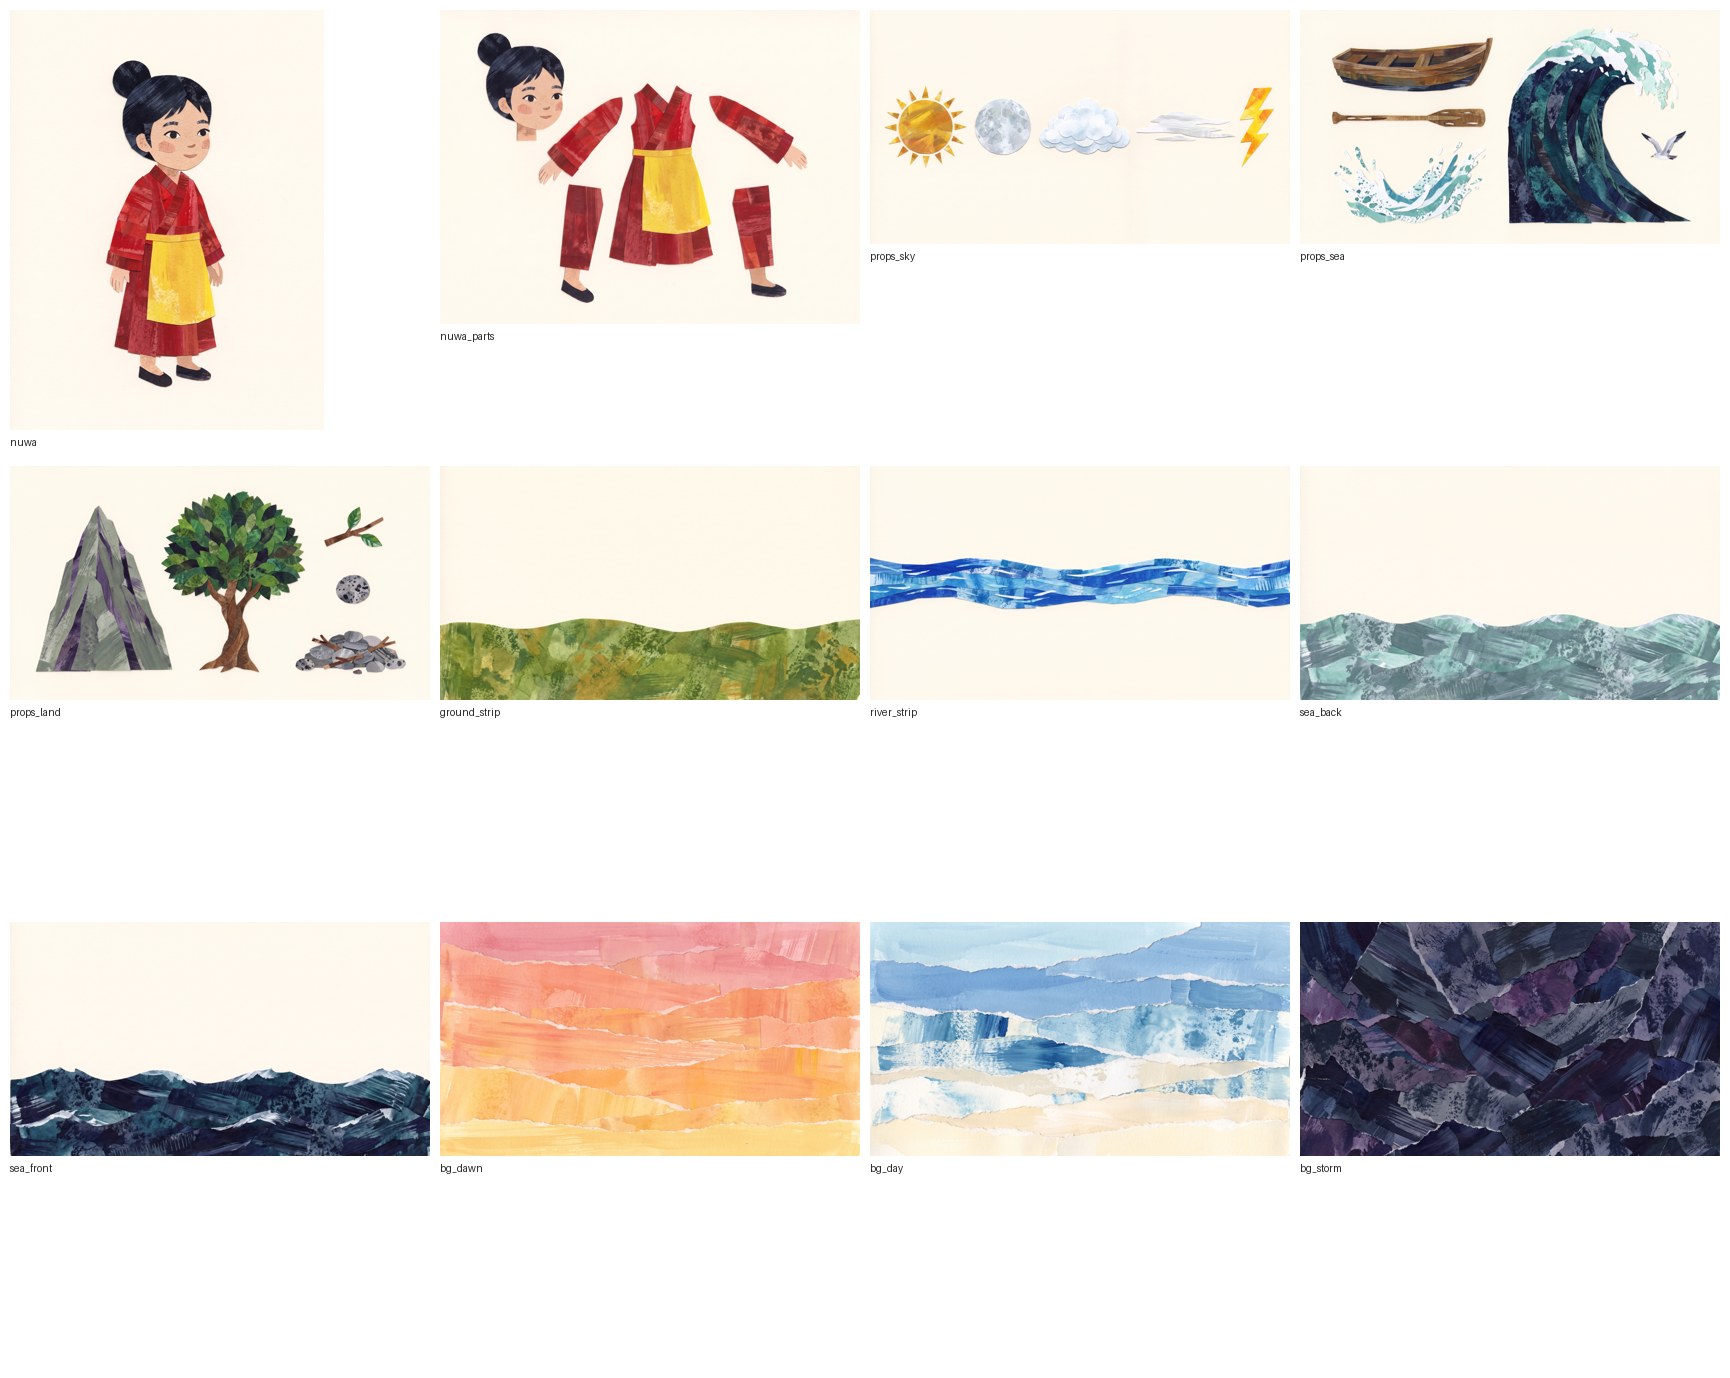 nuwa
nuwa_parts
props_sky
props_sea
props_land
ground_strip
river_strip
sea_back
sea_front
bg_dawn
bg_day
bg_storm